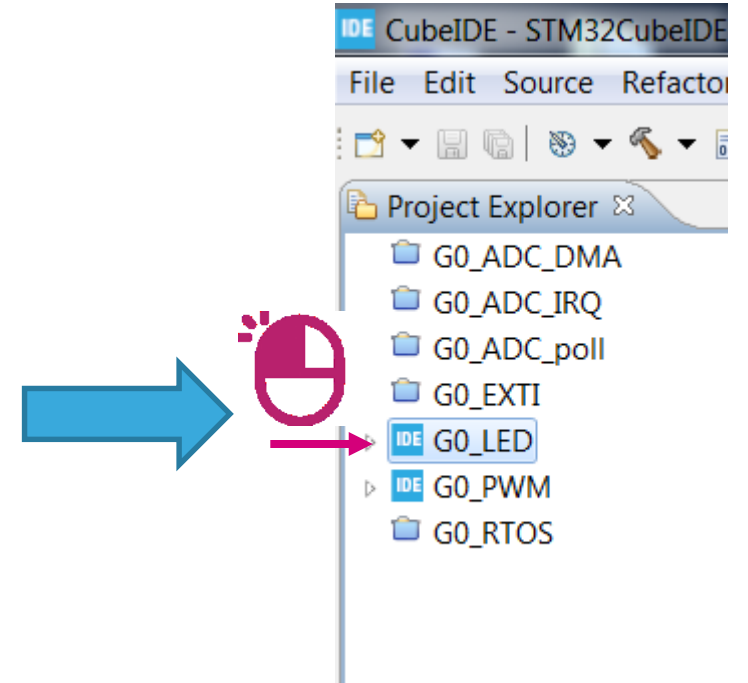 IDE CubeIDE - STM32CubeIDE
File Edit Source Refactor
Project Explorer
G0_ADC_DMA
G0_ADC_IRQ
G0_ADC_poll
G0_EXTI
IDE G0_LED
IDE G0_PWM
G0_RTOS